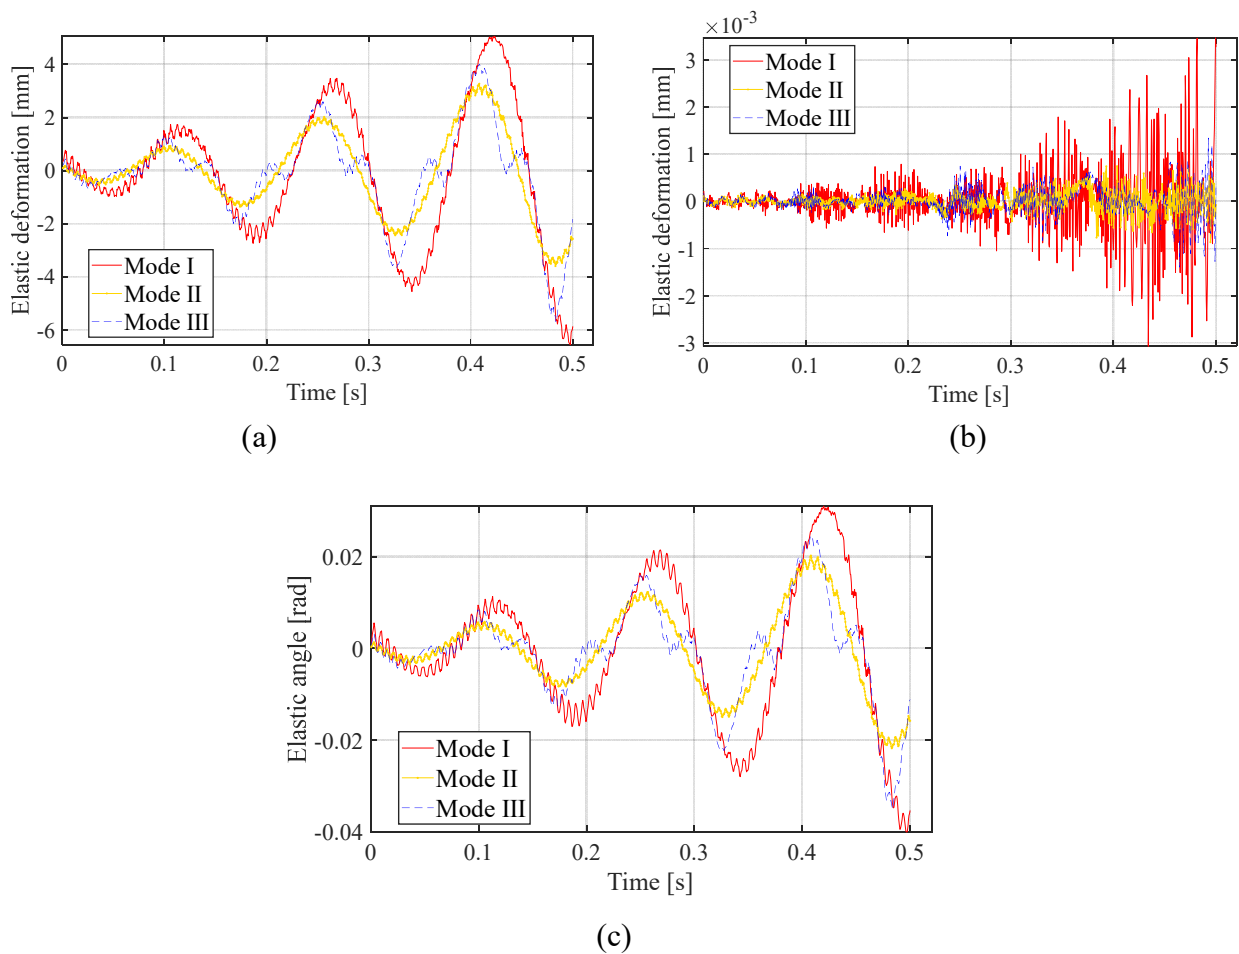 Elastic deformation [mm]
4
2
0
-2
-4
-6
Mode I
Mode II
Mode III
0
0.1
0.2
0.3
0.4
0.5
Time [s]
(a)
×10-3
Elastic deformation [mm]
3
2
1
0
-1
-2
-3
Mode I
Mode II
Mode III
0
0.1
0.2
0.3
0.4
0.5
Time [s]
(b)
Elastic angle [rad]
0.02
0
-0.02
-0.04
Mode I
Mode II
Mode III
0
0.1
0.2
0.3
0.4
0.5
Time [s]
(c)